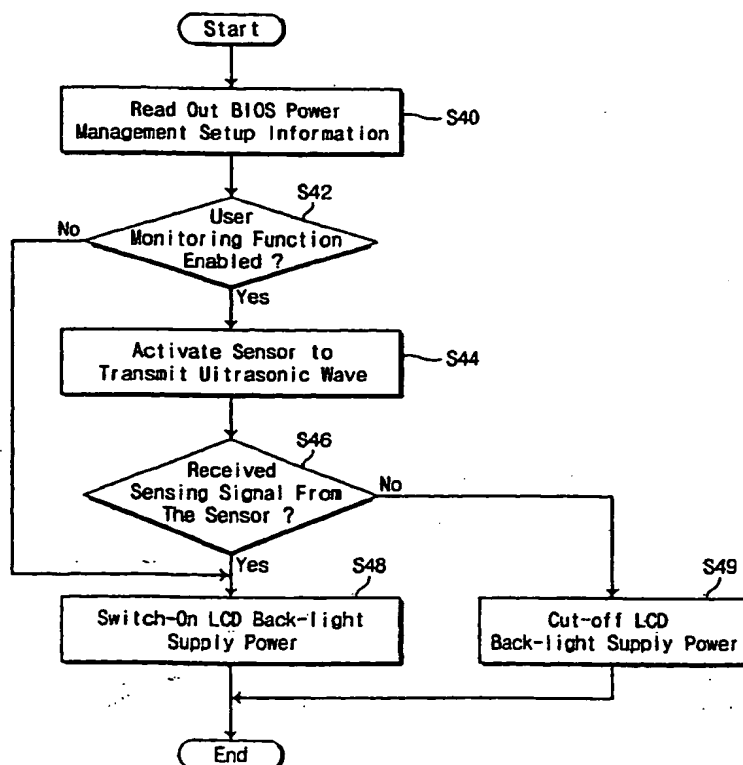 Start
Read Out BIOS Power
Management Setup Information
S40
S42
User
Monitoring Function
Enabled ?
No
Yes
Activate Sensor to
Transmit Uitrasonic Wave
S44
S46
Received
Sensing Signal From
The Sensor ?
No
Yes
S48
Switch-On LCD Back-light
Supply Power
S49
Cut-off LCD
Back-light Supply Power
End